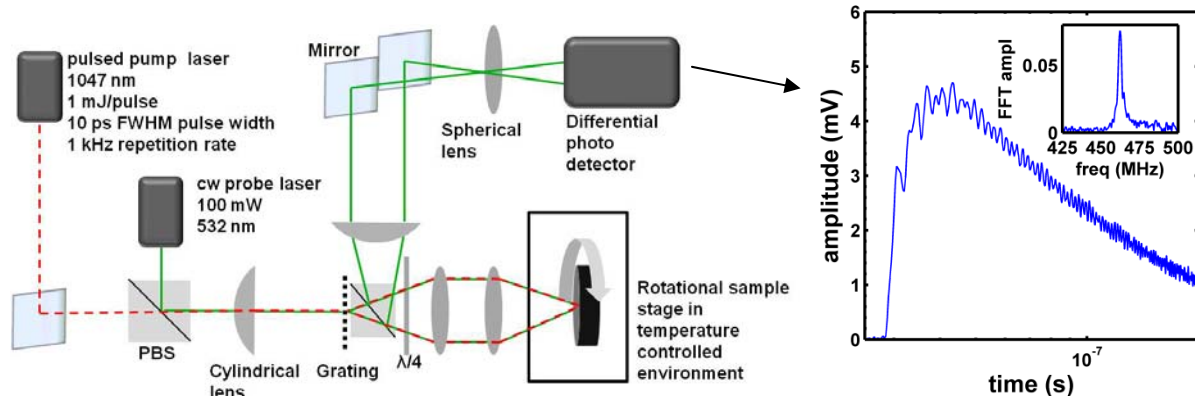 pulsed pump laser
1047 nm
1 mJ/pulse
10 ps FWHM pulse width
1 kHz repetition rate
cw probe laser
100 mW
532 nm
PBS
Cylindrical
lens
Grating
λ/4
Mirror
Spherical
lens
Differential
photo
detector
Rotational sample
stage in
temperature
controlled
environment
6
5
4
3
2
1
0
amplitude (mV)
10⁻⁷
time (s)
FFT ampl
0.05
0
425 450 475 500
freq (MHz)